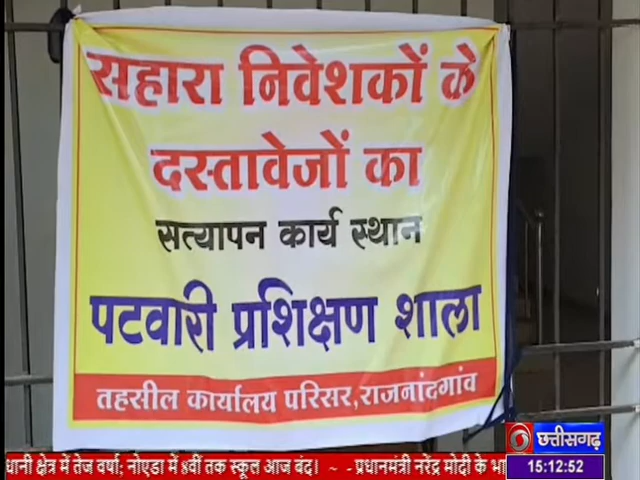 सहारा निवेशकों के
दस्तावेजों का
सत्यापन कार्य स्थान
पटवारी प्रशिक्षण शाला
तहसील कार्यालय परिसर,राजनांदगांव
छत्तीसगढ़
धानी क्षेत्र में तेज वर्षा; नोएडा में 8वीं तक स्कूल आज बंद। ~ -प्रधानमंत्री नरेंद्र मोदी के भा
15:12:52